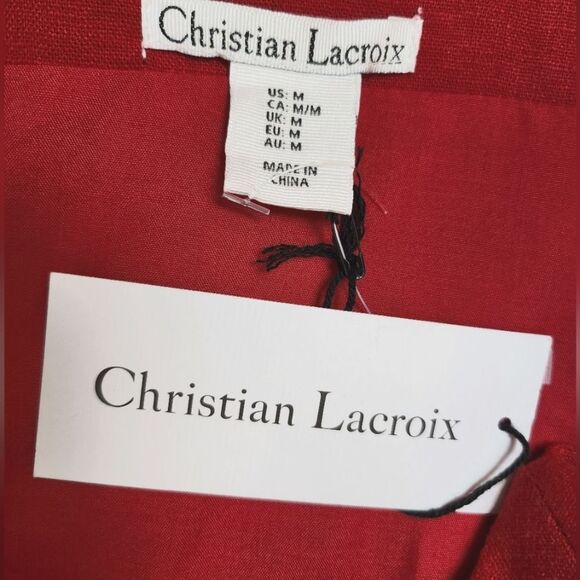 Christian Lacroix
US: M
CA: M/M
UK: M
EU: M
AU: M
MADE IN
CHINA
Christian Lacroix